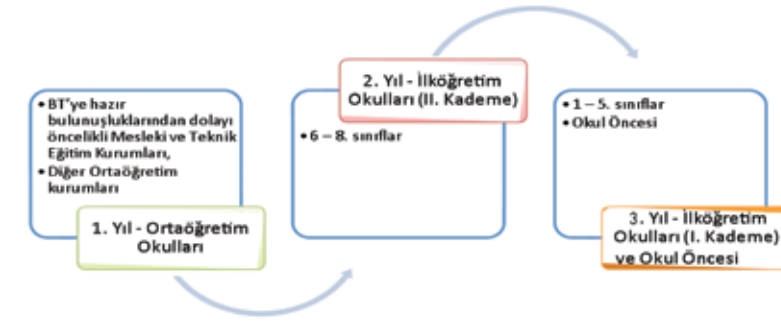 • BT'ye hazır
bulunuşluklarından dolayı
öncelikli Mesleki ve Teknik
Eğitim Kurumları,
• Diğer Ortaöğretim
kurumları
1. Yıl - Ortaöğretim
Okulları
2. Yıl - İlköğretim
Okulları (II. Kademe)
• 6 – 8. sınıflar
• 1 – 5. sınıflar
• Okul Öncesi
3. Yıl - İlköğretim
Okulları (I. Kademe)
ve Okul Öncesi